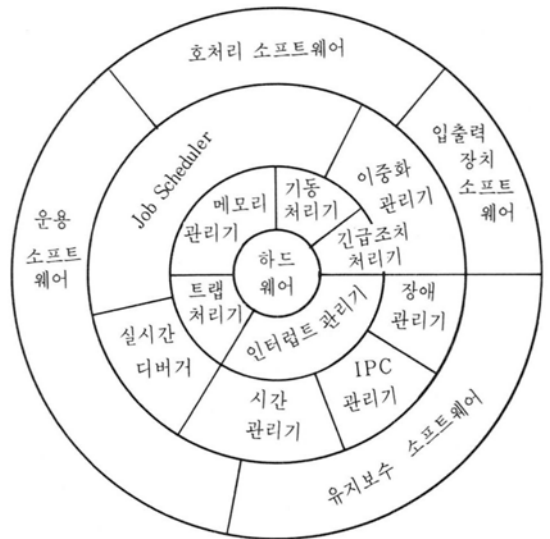 호처리 소프트웨어
입출력
장치
소프트
웨어
Job Scheduler
이중화
관리기
메모리
관리기
기동
처리기
긴급조치
처리기
운용
소프트
웨어
하드
웨어
트랩
처리기
인터럽트 관리기
장애
관리기
실시간
디버거
시간
관리기
IPC
관리기
유지보수 소프트웨어